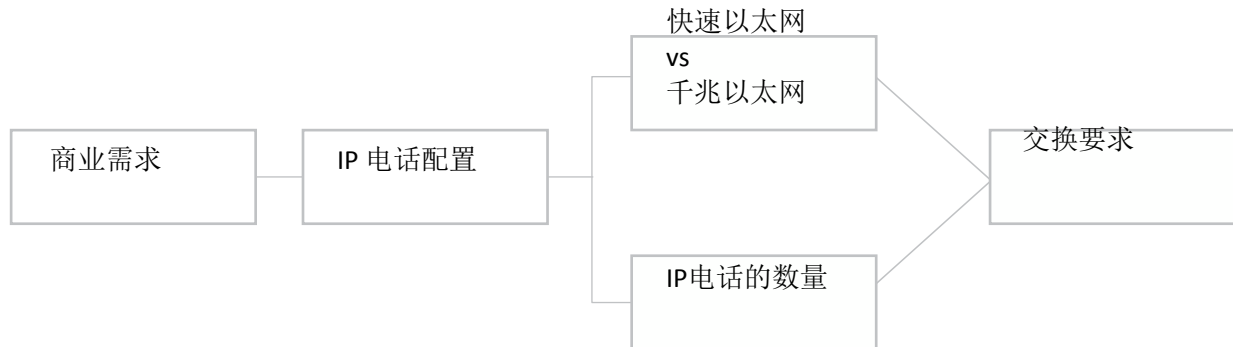 商业需求
IP 电话配置
快速以太网
vs
千兆以太网
IP电话的数量
交换要求